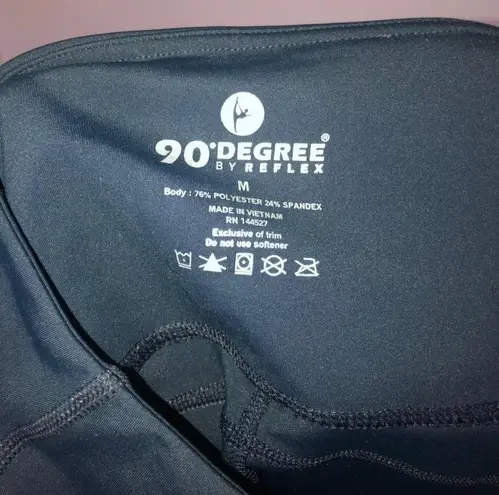 90°DEGREE®
BY REFLEX
M
Body : 76% POLYESTER 24% SPANDEX
MADE IN VIETNAM
RN 144527
Exclusive of trim
Do not use softener